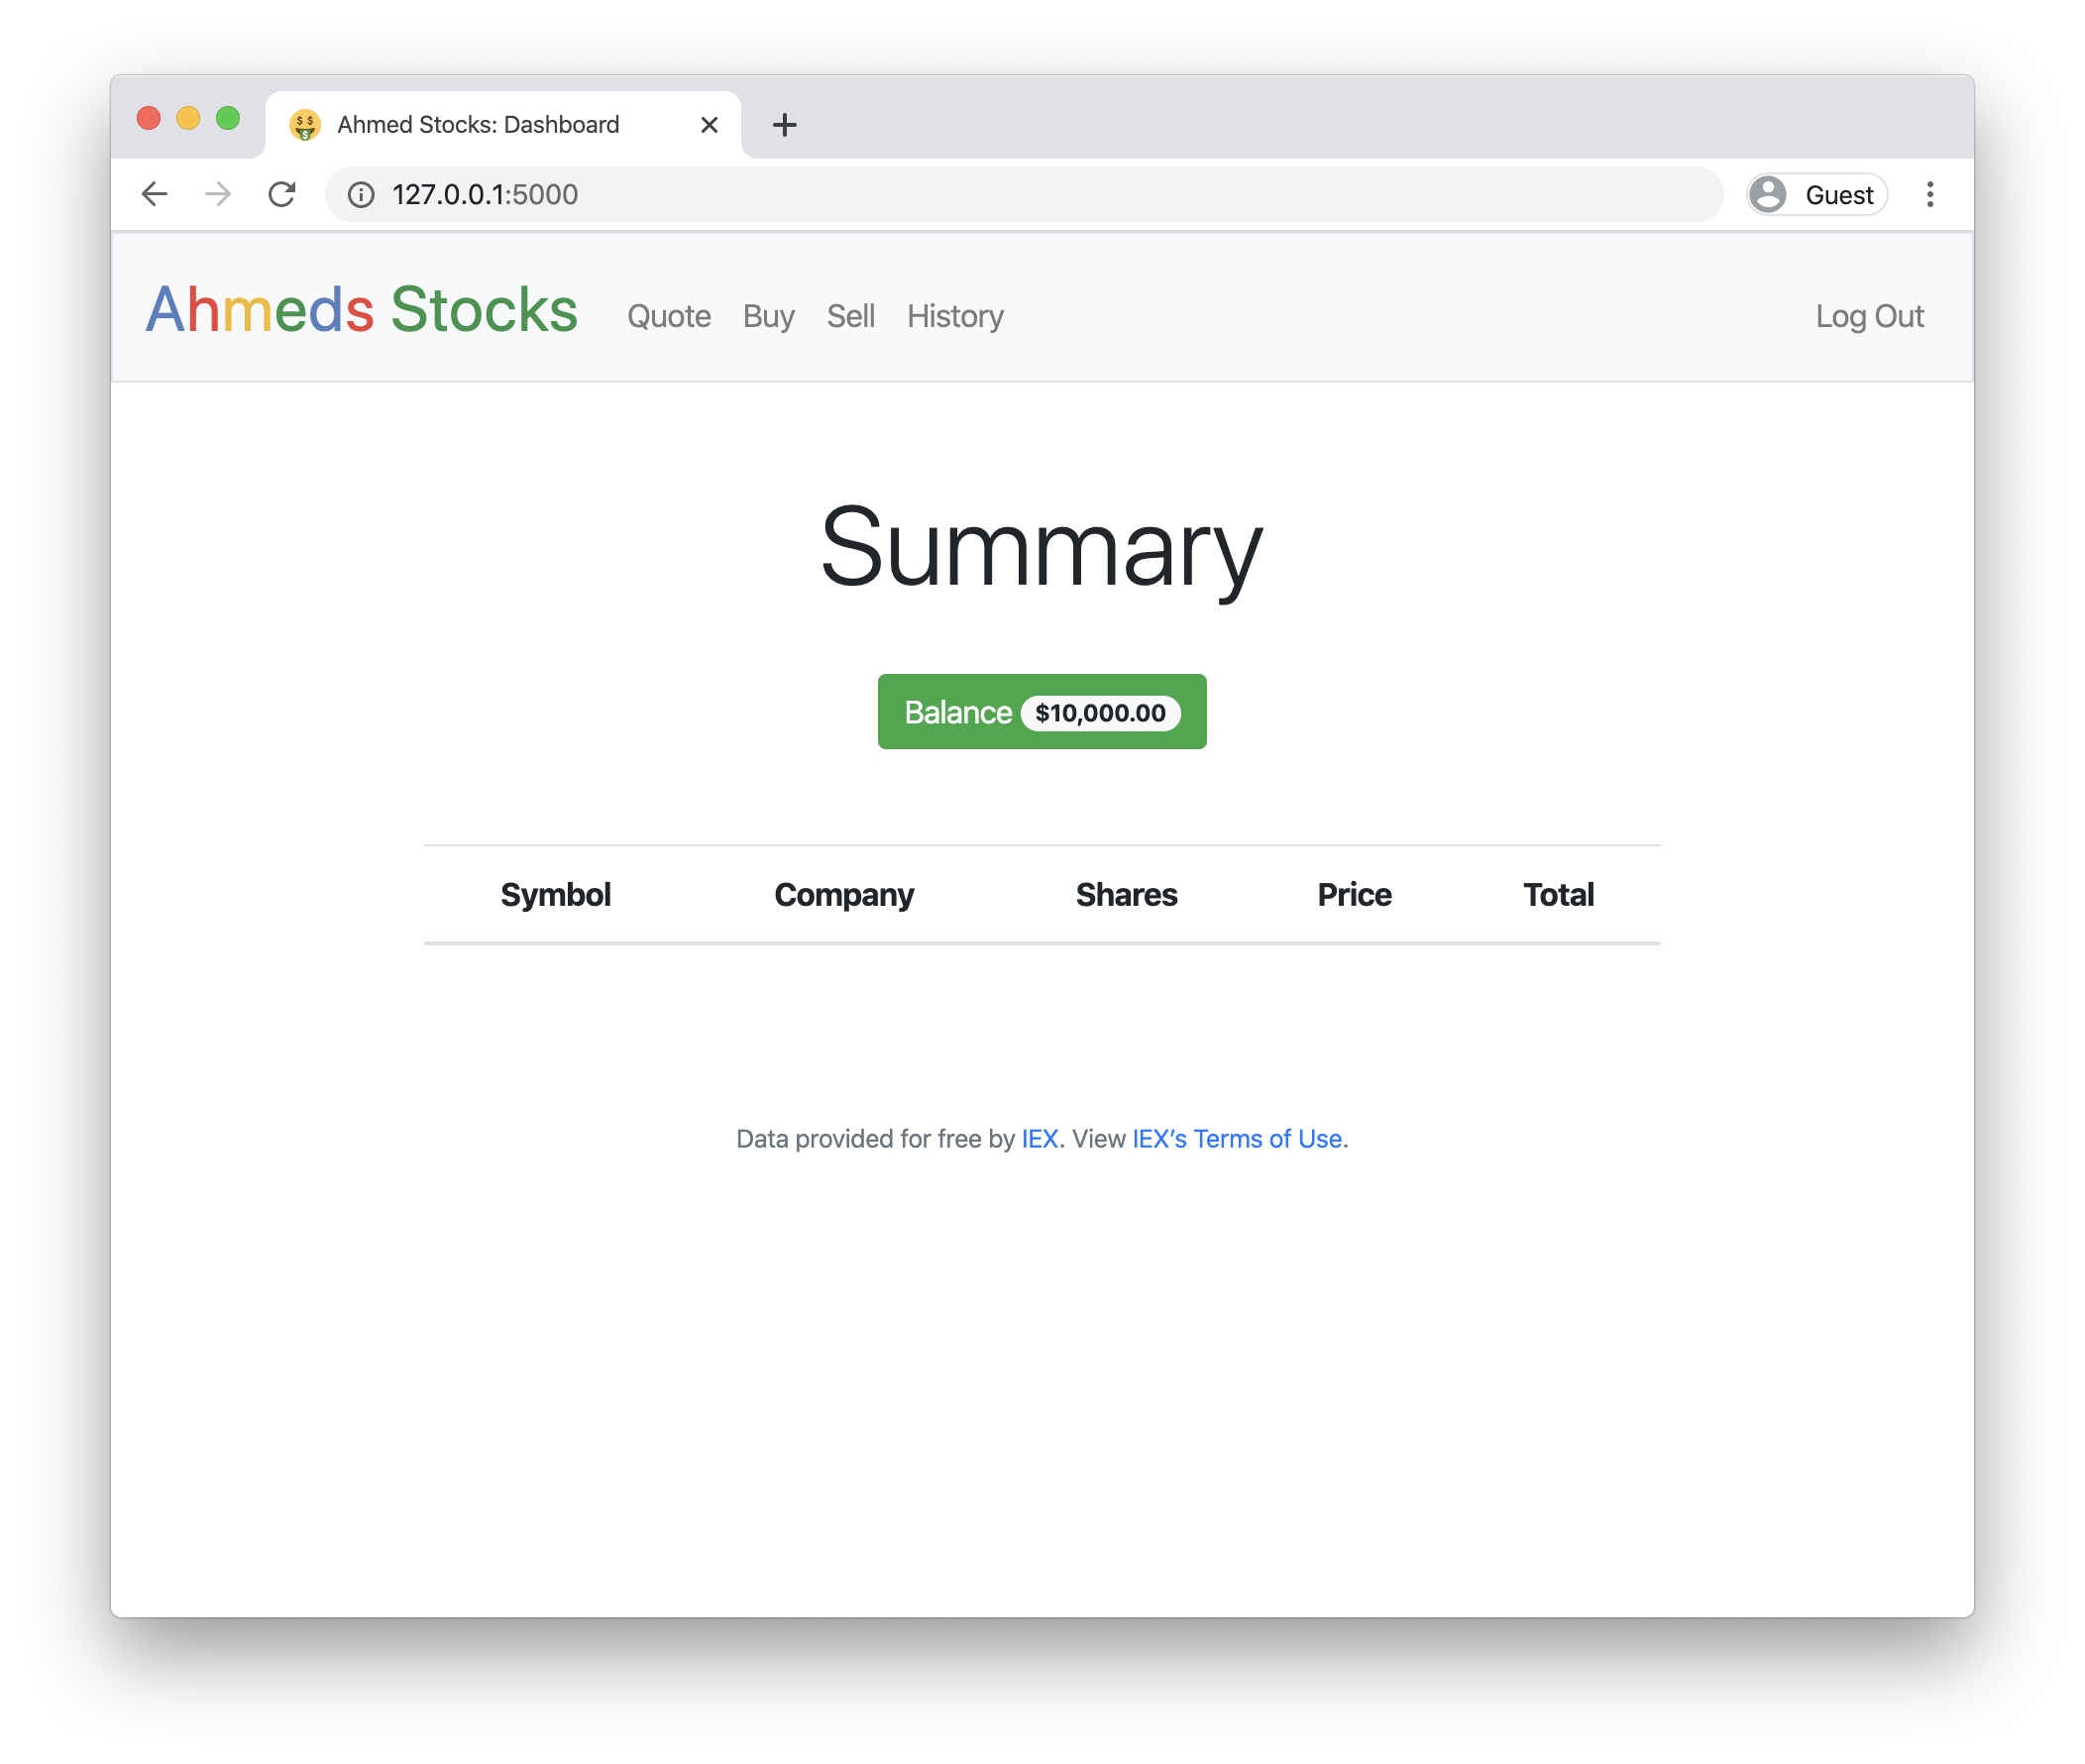 Ahmed Stocks: Dashboard
127.0.0.1:5000
Guest
Ahmeds Stocks Quote Buy Sell History Log Out
Summary
Balance $10,000.00
Symbol Company Shares Price Total
Data provided for free by IEX. View IEX’s Terms of Use.